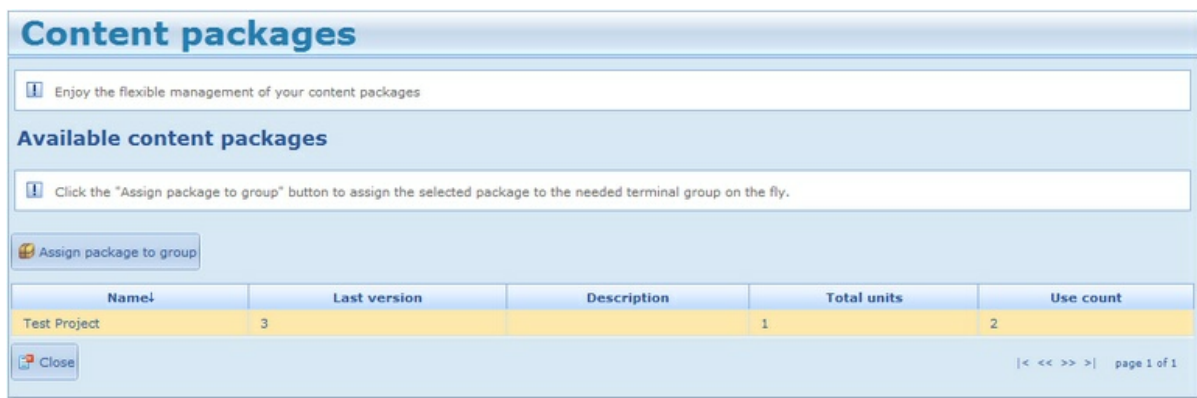 Content packages
Enjoy the flexible management of your content packages
Available content packages
Click the "Assign package to group" button to assign the selected package to the needed terminal group on the fly.
Assign package to group
Name↓ Last version Description Total units Use count
Test Project 3 1 2
Close |< << >> >| page 1 of 1